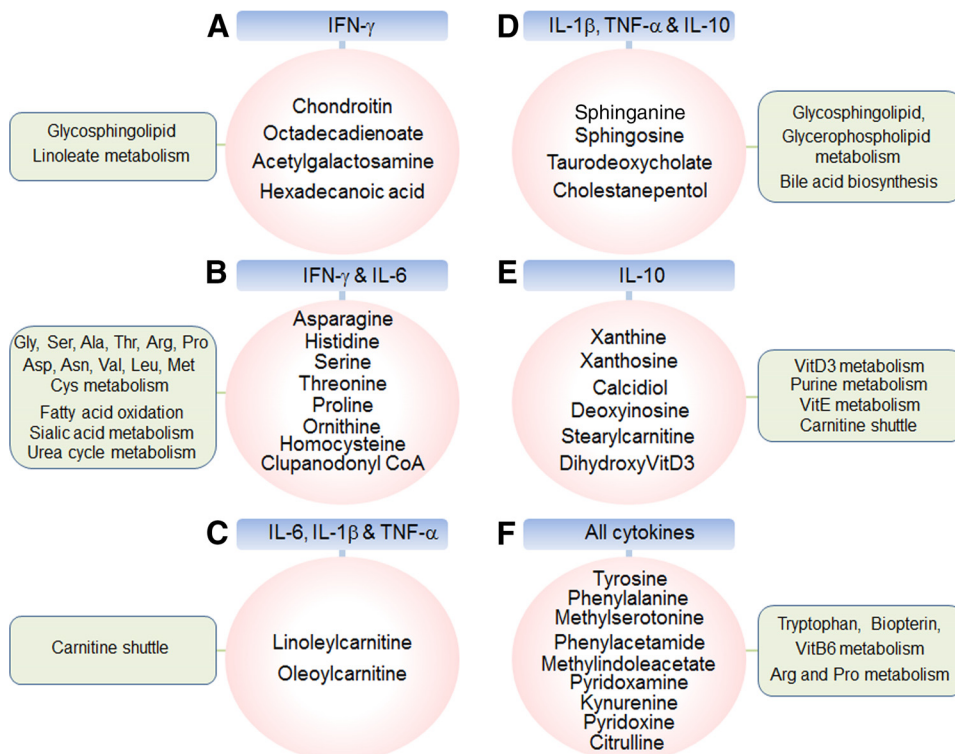 A
IFN-γ
Chondroitin
Octadecadienoate
Acetylgalactosamine
Hexadecanoic acid
Glycosphingolipid
Linoleate metabolism
B
IFN-γ & IL-6
Asparagine
Histidine
Serine
Threonine
Proline
Ornithine
Homocysteine
Clupanodonyl CoA
Gly, Ser, Ala, Thr, Arg, Pro
Asp, Asn, Val, Leu, Met
Cys metabolism
Fatty acid oxidation
Sialic acid metabolism
Urea cycle metabolism
C
IL-6, IL-1β & TNF-α
Linoleylcarnitine
Oleoylcarnitine
Carnitine shuttle
D
IL-1β, TNF-α & IL-10
Sphinganine
Sphingosine
Taurodeoxycholate
Cholestanepentol
Glycosphingolipid,
Glycerophospholipid
metabolism
Bile acid biosynthesis
E
IL-10
Xanthine
Xanthosine
Calcidiol
Deoxyinosine
Stearylcarnitine
DihydroxyVitD3
VitD3 metabolism
Purine metabolism
VitE metabolism
Carnitine shuttle
F
All cytokines
Tyrosine
Phenylalanine
Methylserotonine
Phenylacetamide
Methylindoleacetate
Pyridoxamine
Kynurenine
Pyridoxine
Citrulline
Tryptophan, Biopterin,
VitB6 metabolism
Arg and Pro metabolism